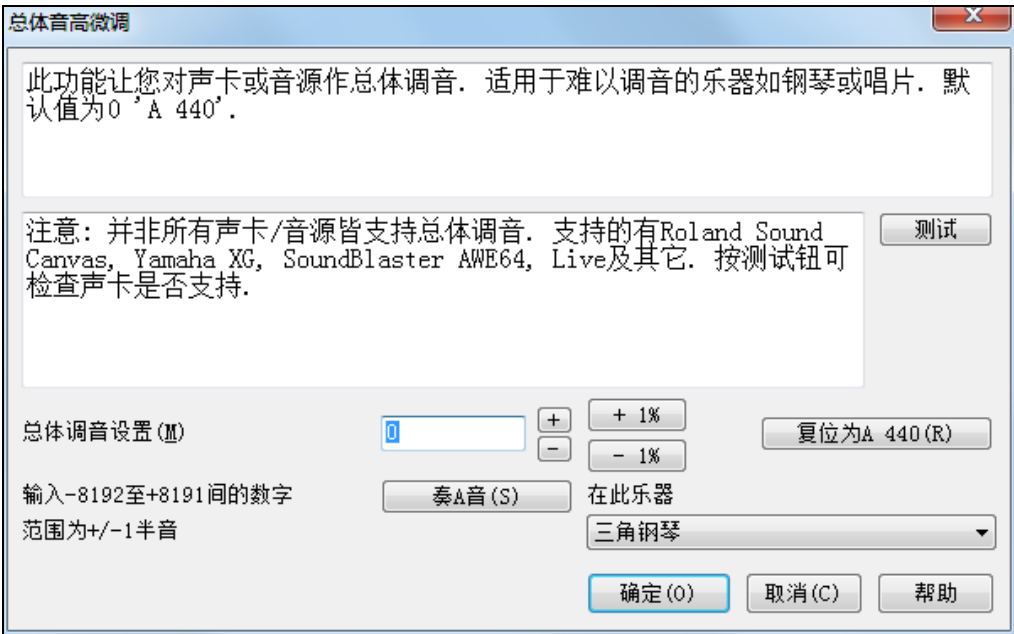 总体音高微调
x
此功能让您对声卡或音源作总体调音. 适用于难以调音的乐器如钢琴或唱片. 默
认值为0 'A 440'.
注意: 并非所有声卡/音源皆支持总体调音. 支持的有Roland Sound
Canvas, Yamaha XG, SoundBlaster AWE64, Live及其它. 按测试钮可
检查声卡是否支持.
测试
总体调音设置(M)
0
+
-
+ 1%
- 1%
复位为A 440(R)
输入-8192至+8191间的数字
奏A音(S)
在此乐器
范围为+/-1半音
三角钢琴
确定(O)
取消(C)
帮助